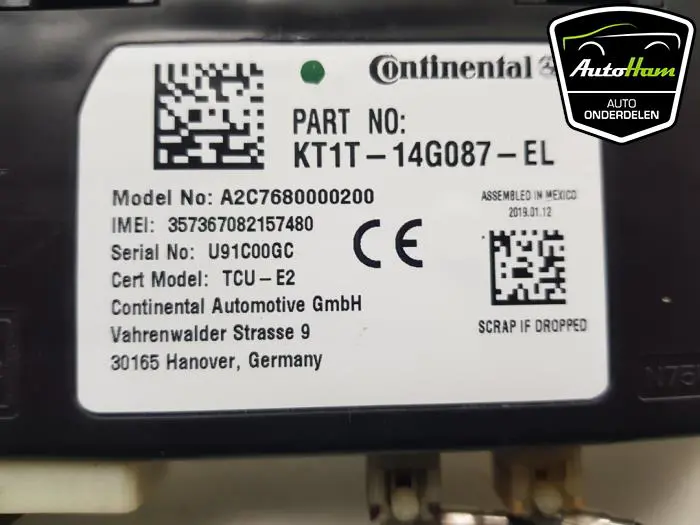 Continental
PART NO:
KT1T-14G087-EL
Model No: A2C7680000200
IMEI: 357367082157480
Serial No: U91C00GC
Cert Model: TCU-E2
Continental Automotive GmbH
Vahrenwalder Strasse 9
30165 Hanover, Germany
CE
ASSEMBLED IN MEXICO
2019.01.12
SCRAP IF DROPPED
AutoHam
AUTO
ONDERDELEN